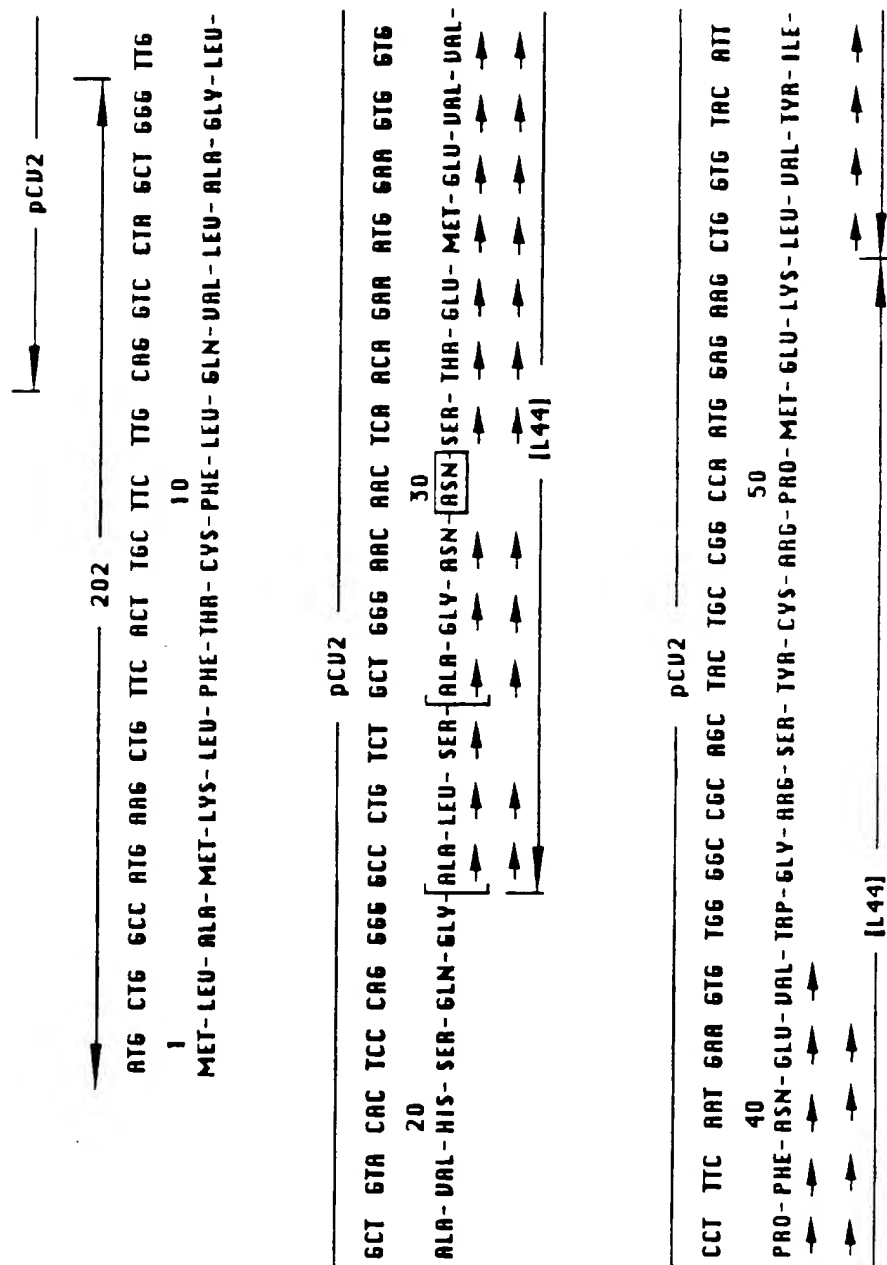 pCV2
202
ATG CTG GCC ATG AAG CTG TTC ACT TGC TTC TTG CAG GTC CTA GCT GGG TTG
1 10
MET-LEU-ALA-MET-LYS-LEU-PHE-THR-CYS-PHE-LEU-GLN-VAL-LEU-ALA-GLY-LEU-
pCV2
GCT GTA CAC TCC CAG GGG GCC CTG TCT GCT GGG AAC AAC TCA ACA GAA ATG GAA GTG GTG
20 30
ALA-VAL-HIS-SER-GLN-GLY-ALA-LEU-SER-ALA-GLY-ASN-ASN-SER-THR-GLU-MET-GLU-VAL-VAL-
[L44]
pCV2
CCT TTC AAT GAA GTG TGG GGC CGC AGC TAC TGC CGG CCA ATG GAG AAG CTG GTG TAC ATT
40 50
PRO-PHE-ASN-GLU-VAL-TRP-GLY-ARG-SER-TYR-CYS-ARG-PRO-MET-GLU-LYS-LEU-VAL-TYR-ILE-
[L44]